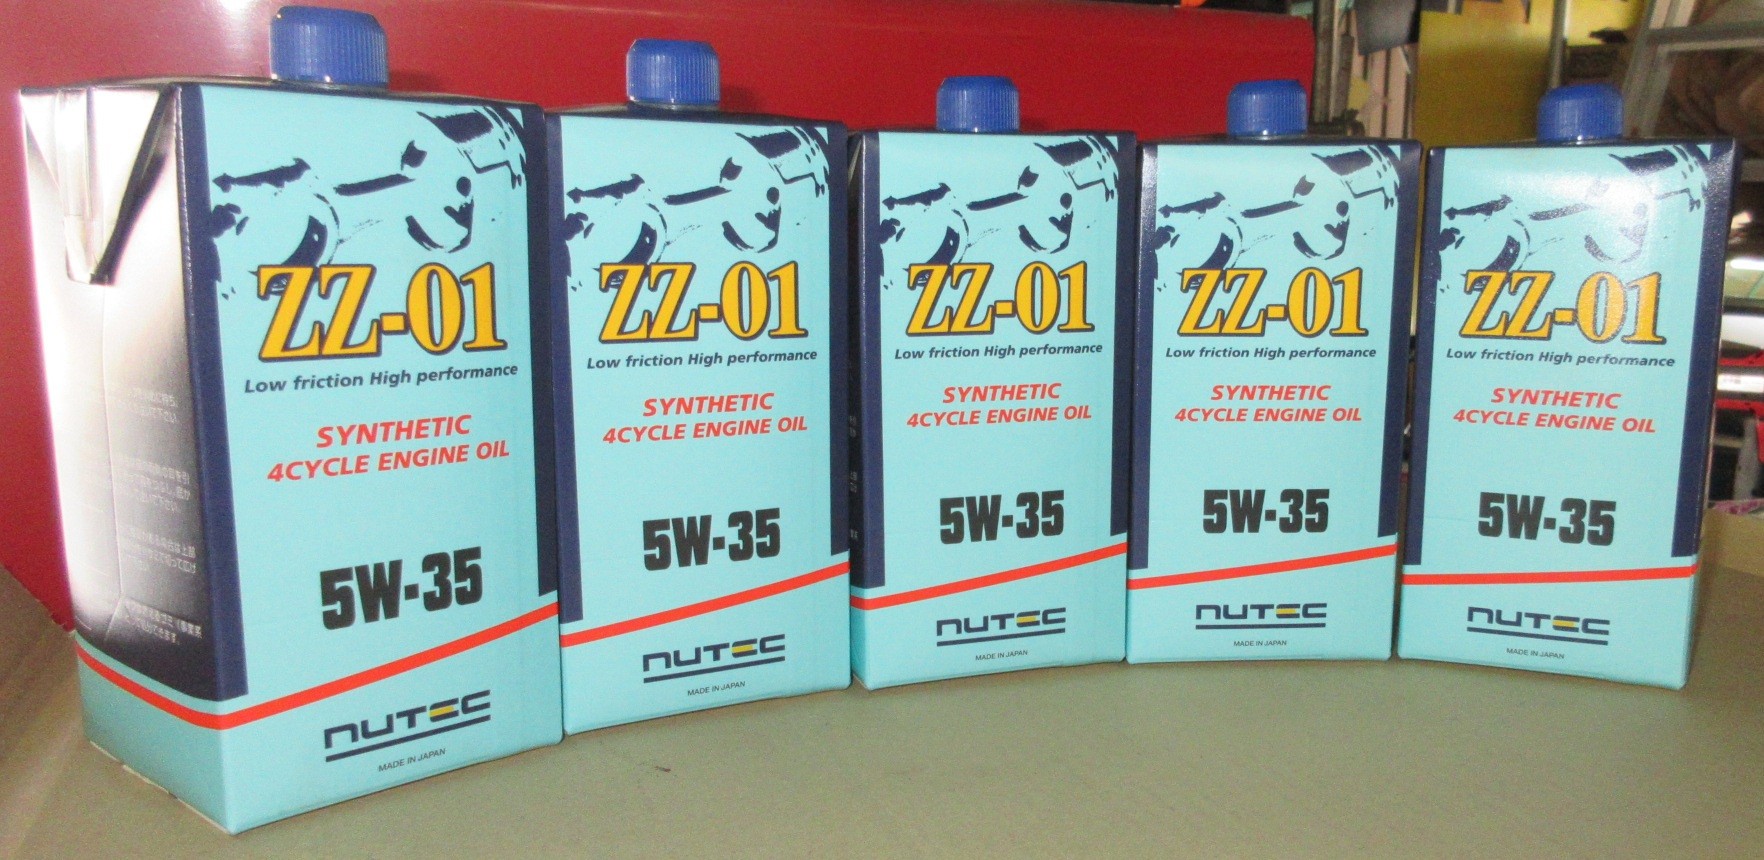 ZZ-01
Low friction High performance
SYNTHETIC
4CYCLE ENGINE OIL
5W-35
NUTEC
MADE IN JAPAN
ZZ-01
Low friction High performance
SYNTHETIC
4CYCLE ENGINE OIL
5W-35
NUTEC
MADE IN JAPAN
ZZ-01
Low friction High performance
SYNTHETIC
4CYCLE ENGINE OIL
5W-35
NUTEC
MADE IN JAPAN
ZZ-01
Low friction High performance
SYNTHETIC
4CYCLE ENGINE OIL
5W-35
NUTEC
MADE IN JAPAN
ZZ-01
Low friction High performance
SYNTHETIC
4CYCLE ENGINE OIL
5W-35
NUTEC
MADE IN JAPAN